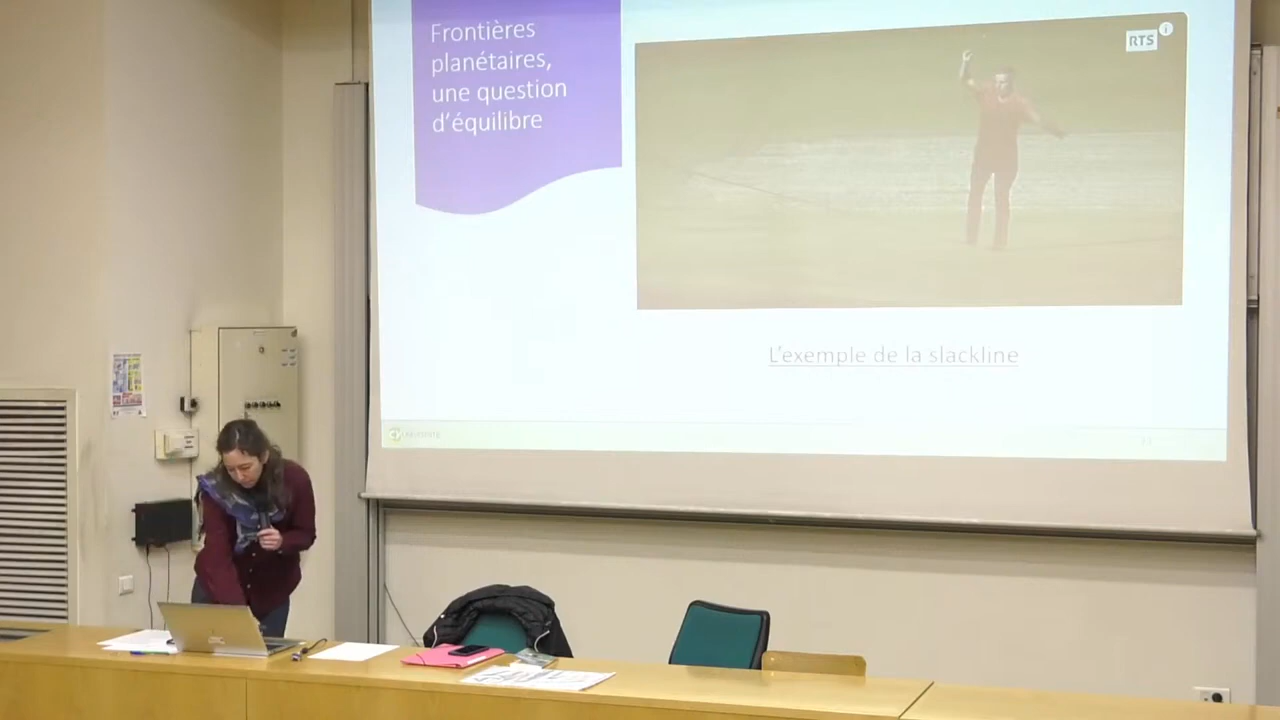 Frontières
planétaires,
une question
d'équilibre
RTS
L'exemple de la slackline